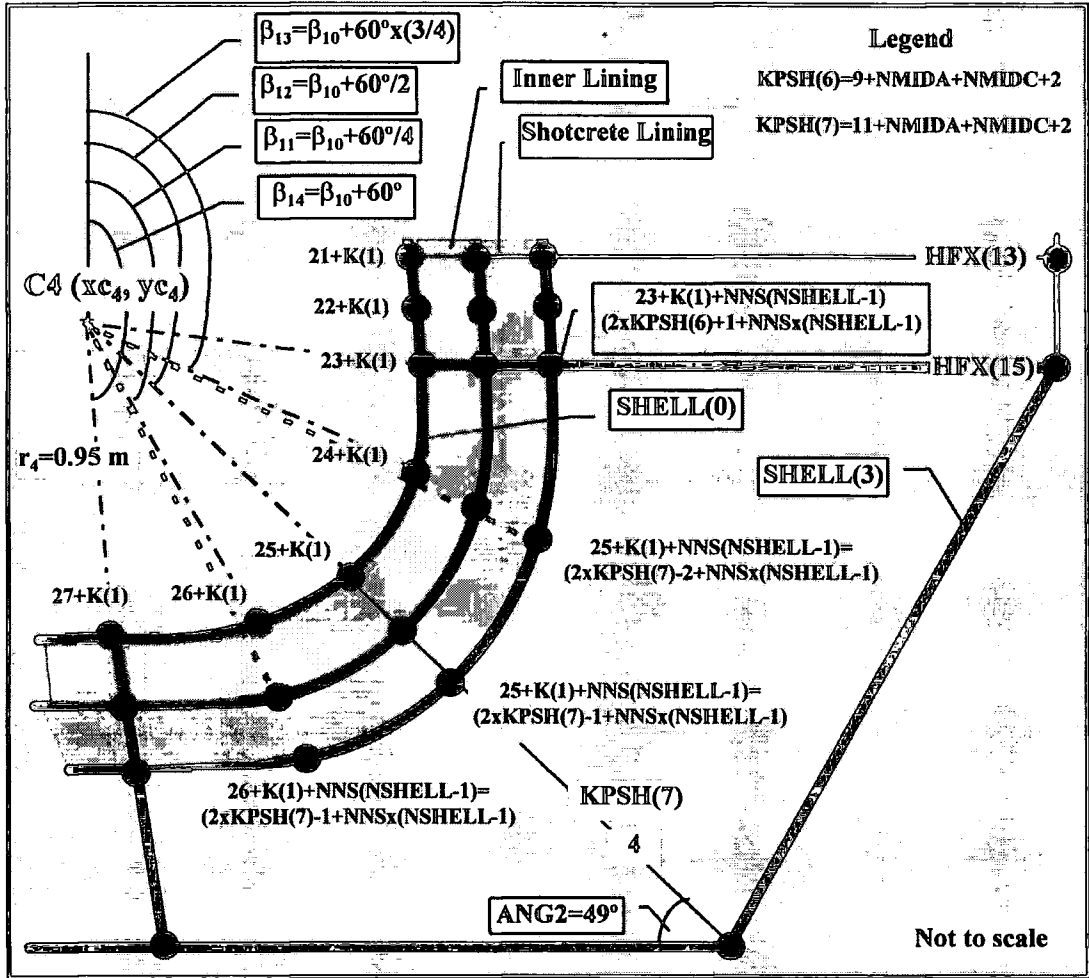 β13=β10+60ºx(3/4)
β12=β10+60º/2
β11=β10+60º/4
β14=β10+60º
Inner Lining
Shotcrete Lining
Legend
KPSH(6)=9+NMIDA+NMIDC+2
KPSH(7)=11+NMIDA+NMIDC+2
C4 (xc4, yc4)
21+K(1)
HFX(13)
22+K(1)
23+K(1)+NNS(NSHELL-1)
(2xKPSH(6)+1+NNSx(NSHELL-1)
23+K(1)
HFX(15)
SHELL(0)
24+K(1)
r4=0.95 m
SHELL(3)
25+K(1)
25+K(1)+NNS(NSHELL-1)=
(2xKPSH(7)-2+NNSx(NSHELL-1)
27+K(1)
26+K(1)
25+K(1)+NNS(NSHELL-1)=
(2xKPSH(7)-1+NNSx(NSHELL-1)
26+K(1)+NNS(NSHELL-1)=
(2xKPSH(7)-1+NNSx(NSHELL-1)
KPSH(7)
4
ANG2=49º
Not to scale